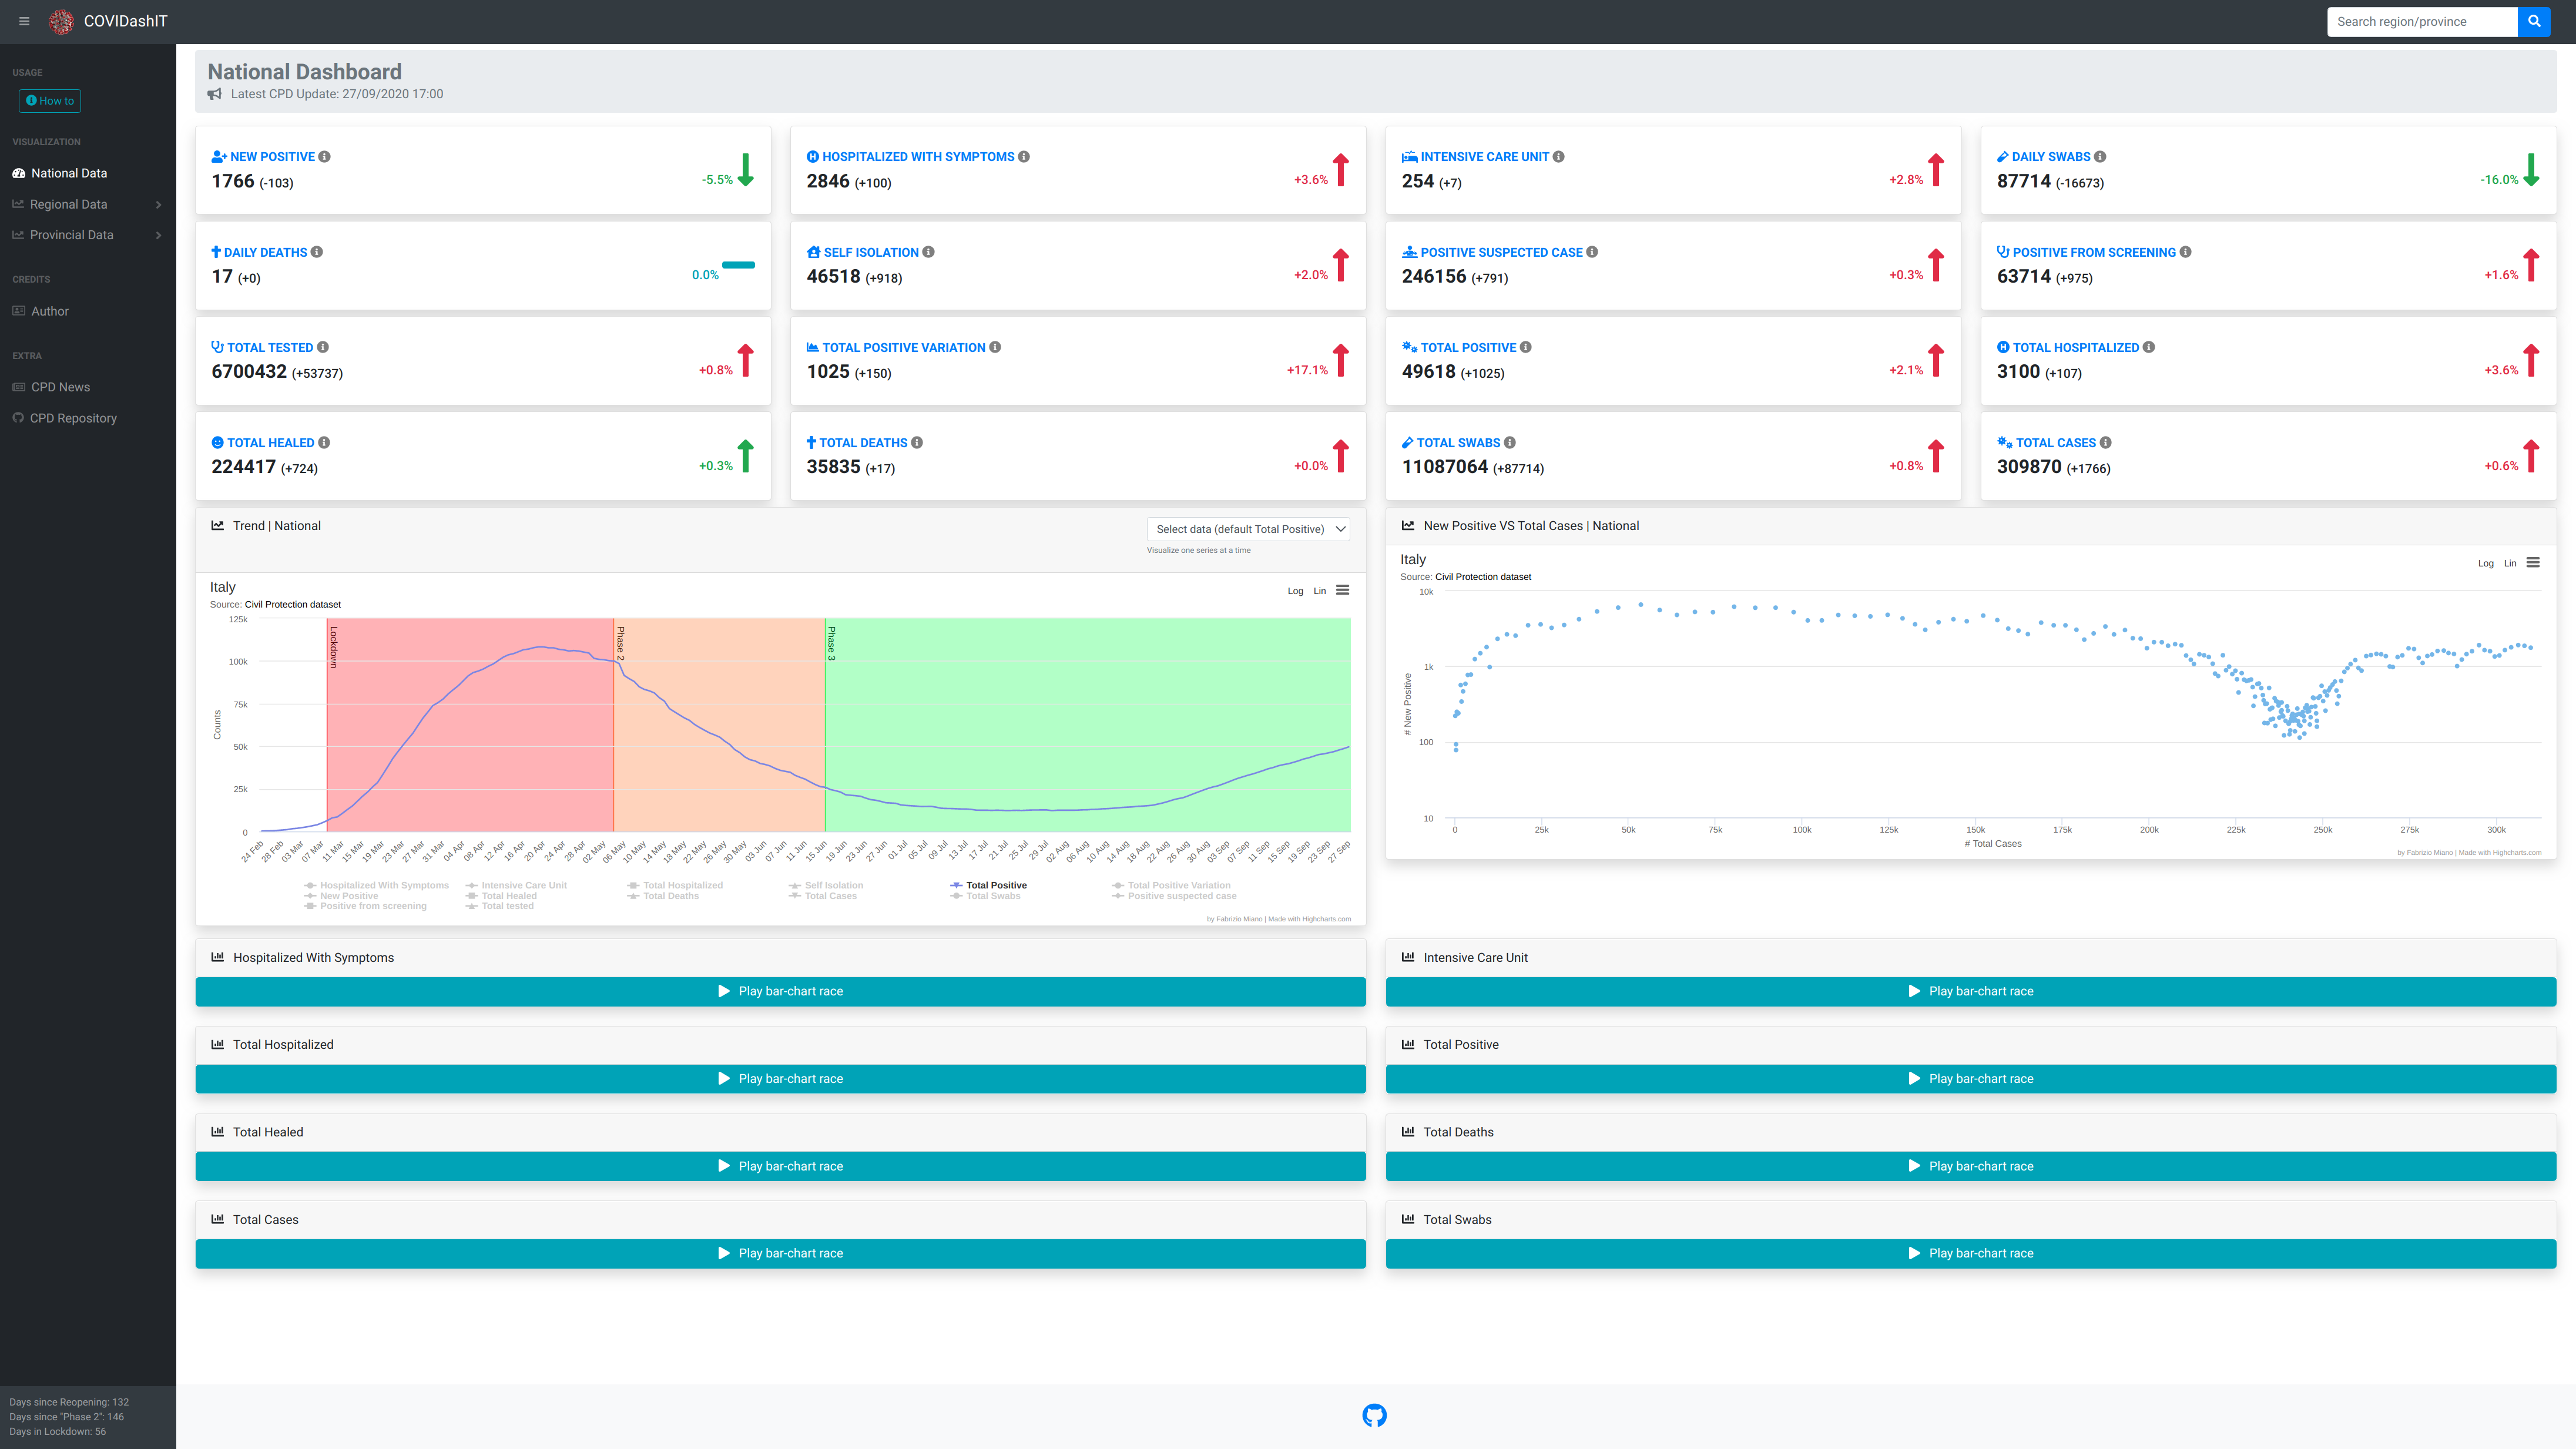 COVIDashIT
Search region/province
USAGE
How to
VISUALIZATION
National Data
Regional Data
Provincial Data
CREDITS
Author
EXTRA
CPD News
CPD Repository
Days since Reopening: 132
Days since "Phase 2": 146
Days in Lockdown: 56
National Dashboard
Latest CPD Update: 27/09/2020 17:00
NEW POSITIVE
1766 (-103)
-5.5%
HOSPITALIZED WITH SYMPTOMS
2846 (+100)
+3.6%
INTENSIVE CARE UNIT
254 (+7)
+2.8%
DAILY SWABS
87714 (-16673)
-16.0%
DAILY DEATHS
17 (+0)
0.0%
SELF ISOLATION
46518 (+918)
+2.0%
POSITIVE SUSPECTED CASE
246156 (+791)
+0.3%
POSITIVE FROM SCREENING
63714 (+975)
+1.6%
TOTAL TESTED
6700432 (+53737)
+0.8%
TOTAL POSITIVE VARIATION
1025 (+150)
+17.1%
TOTAL POSITIVE
49618 (+1025)
+2.1%
TOTAL HOSPITALIZED
3100 (+107)
+3.6%
TOTAL HEALED
224417 (+724)
+0.3%
TOTAL DEATHS
35835 (+17)
+0.0%
TOTAL SWABS
11087064 (+87714)
+0.8%
TOTAL CASES
309870 (+1766)
+0.6%
Trend | National
Select data (default Total Positive)
Visualize one series at a time
Italy
Source: Civil Protection dataset
Log Lin
Counts
125k
100k
75k
50k
25k
0
Lockdown
Phase 2
Phase 3
24 Feb 28 Feb 03 Mar 07 Mar 11 Mar 15 Mar 19 Mar 23 Mar 27 Mar 31 Mar 04 Apr 08 Apr 12 Apr 16 Apr 20 Apr 24 Apr 28 Apr 02 May 06 May 10 May 14 May 18 May 22 May 26 May 30 May 03 Jun 07 Jun 11 Jun 15 Jun 19 Jun 23 Jun 27 Jun 01 Jul 05 Jul 09 Jul 13 Jul 17 Jul 21 Jul 25 Jul 29 Jul 02 Aug 06 Aug 10 Aug 14 Aug 18 Aug 22 Aug 26 Aug 30 Aug 03 Sep 07 Sep 11 Sep 15 Sep 19 Sep 23 Sep 27 Sep
Hospitalized With Symptoms Intensive Care Unit Total Hospitalized Self Isolation Total Positive Total Positive Variation
New Positive Total Healed Total Deaths Total Cases Total Swabs Positive suspected case
Positive from screening Total tested
by Fabrizio Miano | Made with Highcharts.com
New Positive VS Total Cases | National
Italy
Source: Civil Protection dataset
Log Lin
# New Positive
10k
1k
100
10
0 25k 50k 75k 100k 125k 150k 175k 200k 225k 250k 275k 300k
# Total Cases
by Fabrizio Miano | Made with Highcharts.com
Hospitalized With Symptoms
Play bar-chart race
Intensive Care Unit
Play bar-chart race
Total Hospitalized
Play bar-chart race
Total Positive
Play bar-chart race
Total Healed
Play bar-chart race
Total Deaths
Play bar-chart race
Total Cases
Play bar-chart race
Total Swabs
Play bar-chart race